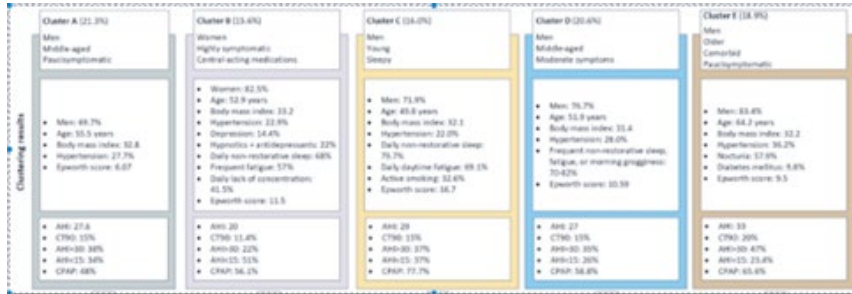 Cluster A (21.3%)
Men
Middle-aged
Paucisymptomatic
Cluster B (15.6%)
Women
Highly symptomatic
Central-acting medications
Cluster C (16.0%)
Men
Young
Sleepy
Cluster D (20.6%)
Men
Middle-aged
Moderate symptoms
Cluster E (18.9%)
Men
Older
Comorbid
Paucisymptomatic
Clustering results
• Men:
• Age: 55.5 years
• Body mass index: 32.8
• Hypertension: 27.7%
• Epworth score: 6.07
• Women: 82.5%
• Age: 52.9 years
• Body mass index: 33.2
• Hypertension: 22.9%
• Depression: 14.4%
• Hypnotics + antidepressants: 22%
• Daily non-restorative sleep: 68%
• Frequent fatigue: 57%
• Daily lack of concentration:
41.5%
• Epworth score: 11.5
• Men: 71.9%
• Age:
• Body mass index: 32.1
• Hypertension: 22.0%
• Daily non-restorative sleep:
79.7%
• Daily daytime fatigue: 69.1%
• Active smoking: 32.6%
• Epworth score: 16.7
• Men: 76.7%
• Age: 51.9 years
• Body mass index: 31.4
• Hypertension: 28.0%
• Frequent non-restorative sleep,
fatigue, or morning grogginess:
70-82%
• Epworth score: 10.59
• Men: 83.4%
• Age: 64.2 years
• Body mass index: 32.2
• Hypertension: 36.2%
• Nocturia: 57.9%
• Diabetes mellitus: 9.8%
• Epworth score: 9.5
• AHI: 27.6
• CT90: 15%
• AHI>30: 38%
• AHI<15: 34%
• CPAP: 48%
• AHI: 20
• CT90: 11.4%
• AHI>30: 22%
• AHI<15: 51%
• CPAP: 56.1%
• AHI: 29
• CT90: 15%
• AHI>30: 37%
• AHI<15: 37%
• CPAP: 77.7%
• AHI: 27
• CT90: 15%
• AHI>30: 35%
• AHI<15: 26%
• CPAP: 56.8%
• AHI: 33
• CT90: 20%
• AHI>30: 47%
• AHI<15: 23.4%
• CPAP: 65.6%